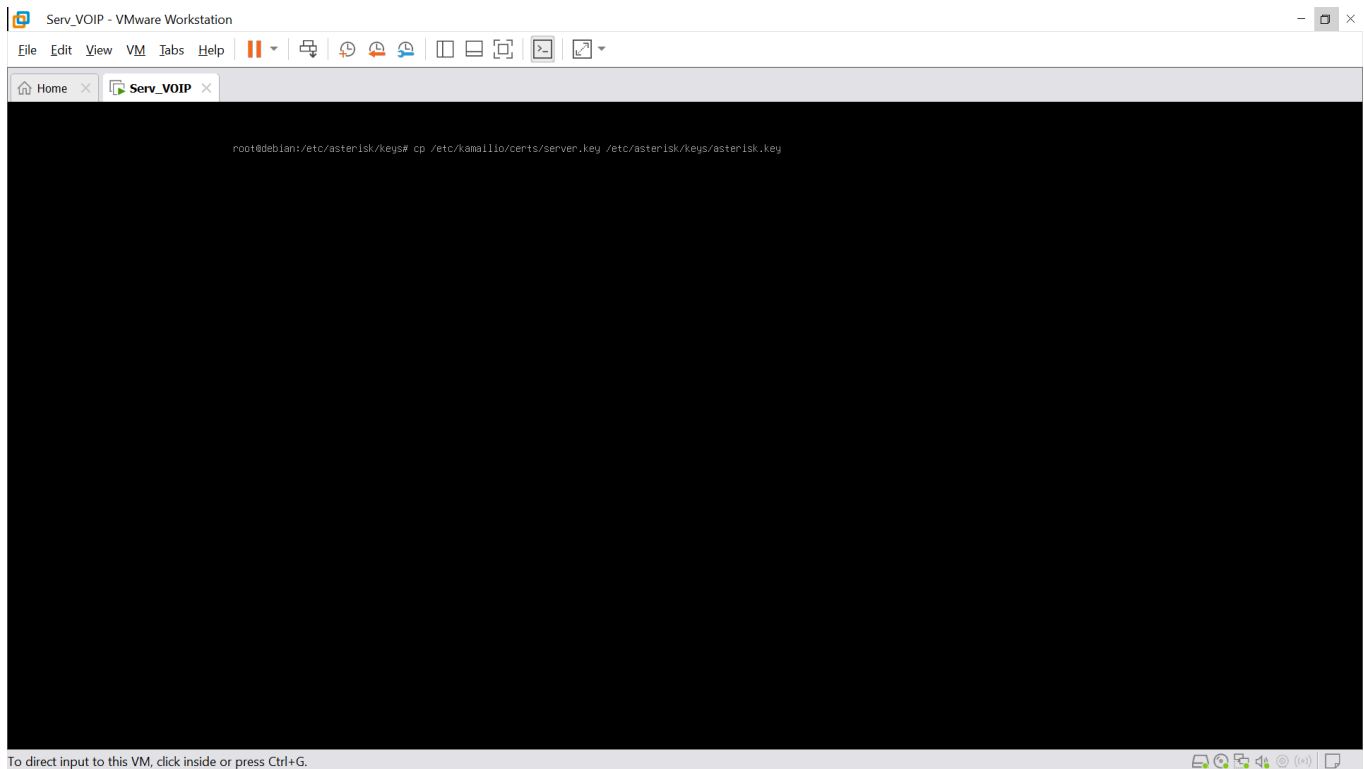 Serv_VOIP - VMware Workstation
File Edit View VM Tabs Help
Home Serv_VOIP
root@debian:/etc/asterisk/keys# cp /etc/kamailio/certs/server.key /etc/asterisk/keys/asterisk.key
To direct input to this VM, click inside or press Ctrl+G.